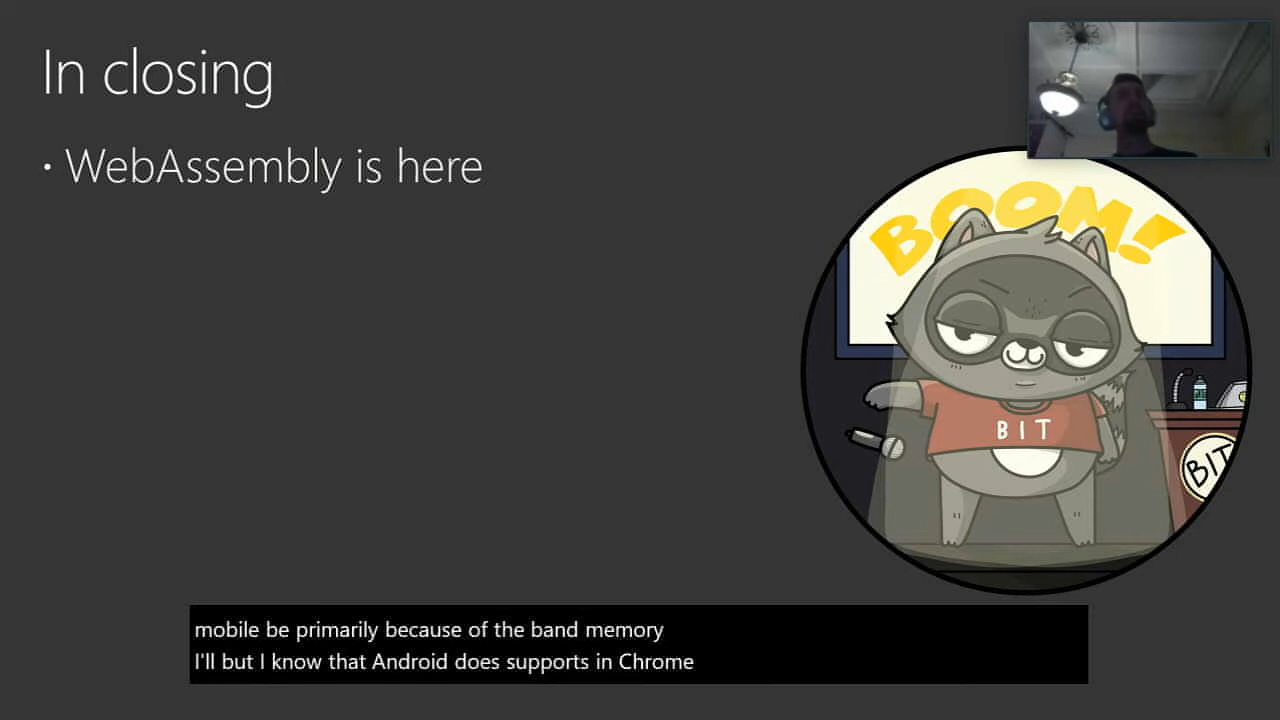 In closing
• WebAssembly is here
BOOM!
BIT
BIT
mobile be primarily because of the band memory
I'll but I know that Android does supports in Chrome